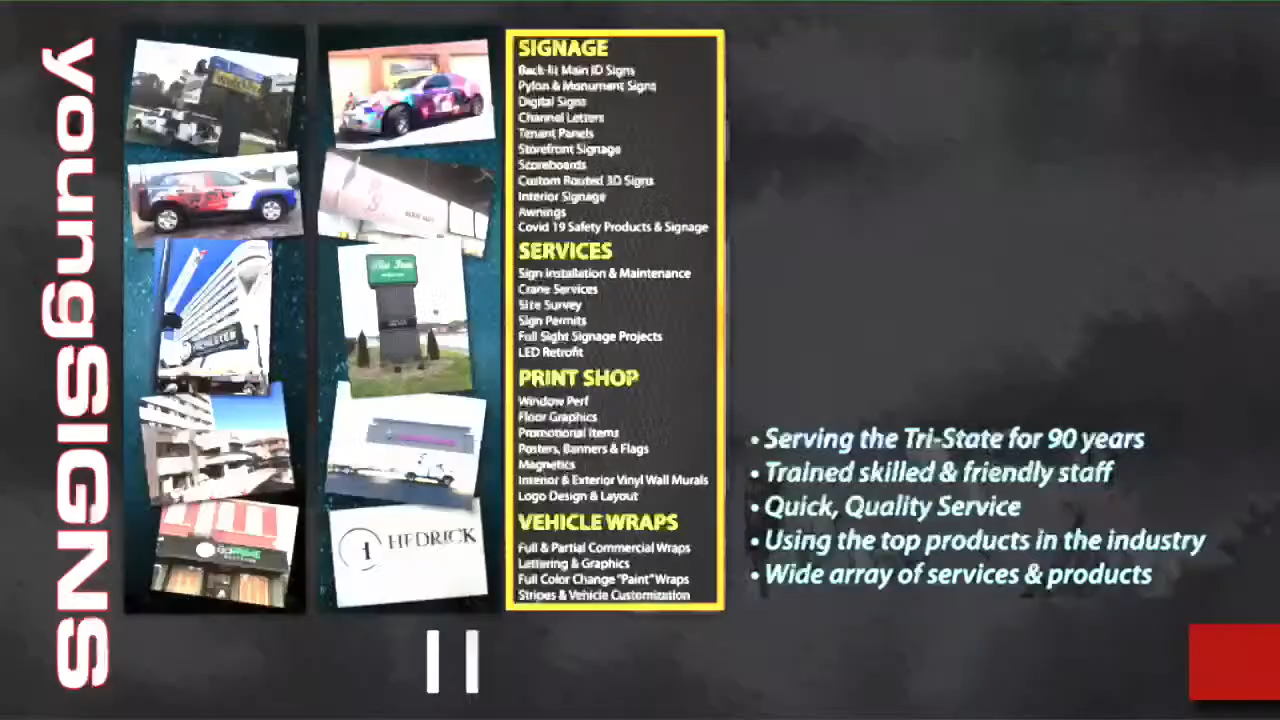 youngSIGNS
SIGNAGE
Back-lit Main ID Signs
Pylon & Monument Signs
Digital Signs
Channel Letters
Tenant Panels
Storefront Signage
Scoreboards
Custom Routed 3D Signs
Interior Signage
Awnings
Covid 19 Safety Products & Signage
SERVICES
Sign Installation & Maintenance
Crane Services
Site Survey
Sign Permits
Full Sight Signage Projects
LED Retrofit
PRINT SHOP
Window Perf
Floor Graphics
Promotional Items
Posters, Banners & Flags
Magnetics
Interior & Exterior Vinyl Wall Murals
Logo Design & Layout
VEHICLE WRAPS
Full & Partial Commercial Wraps
Lettering & Graphics
Full Color Change "Paint" Wraps
Stripes & Vehicle Customization
HEDRICK
• Serving the Tri-State for 90 years
• Trained skilled & friendly staff
• Quick, Quality Service
• Using the top products in the industry
• Wide array of services & products